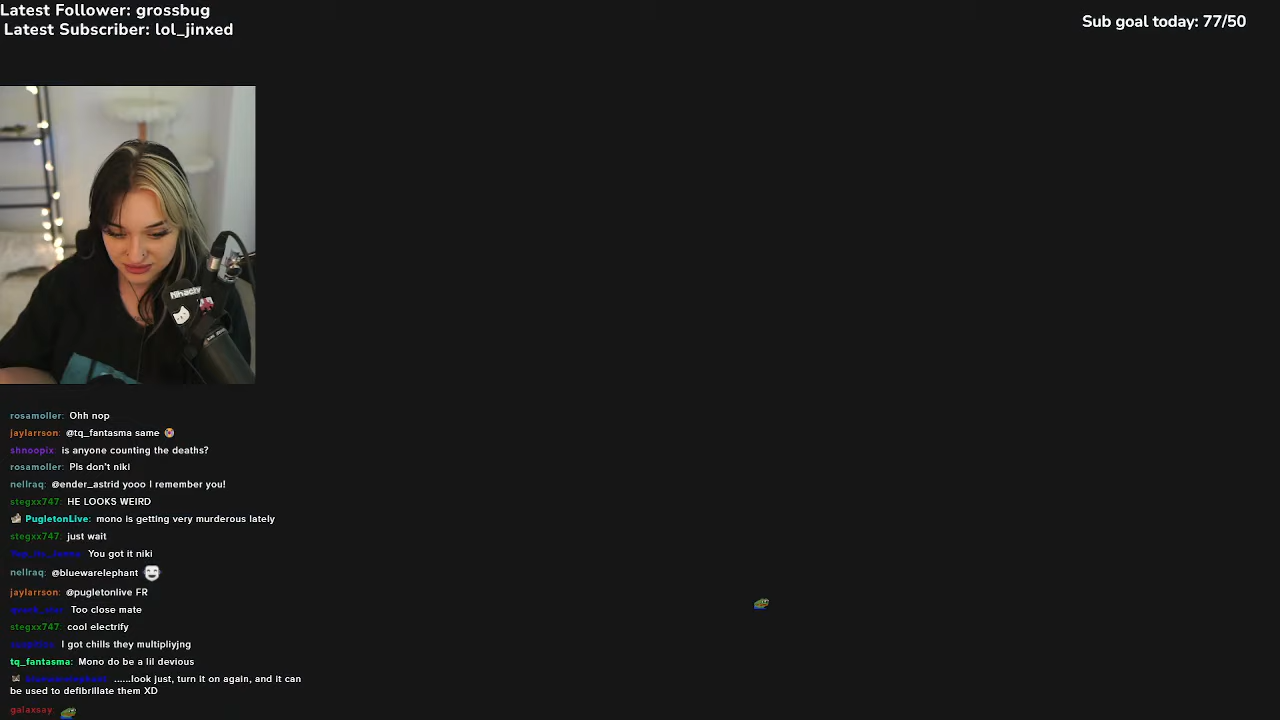 Latest Follower: grossbug
Latest Subscriber: lol_jinxed
Sub goal today: 77/50
rosamoller: Ohh nop
jaylarrson: @tq_fantasma same
shnoopix: is anyone counting the deaths?
rosamoller: Pls don't niki
nellraq: @ender_astrid yooo I remember you!
stegxx747: HE LOOKS WEIRD
PugletonLive: mono is getting very murderous lately
stegxx747: just wait
You got it niki
nellraq: @bluewarelephant
jaylarrson: @pugletonlive FR
Too close mate
stegxx747: cool electrify
I got chills they multipliyjng
tq_fantasma: Mono do be a lil devious
bluewarelephant: ......look just, turn it on again, and it can
be used to defibrillate them XD
galaxsay: